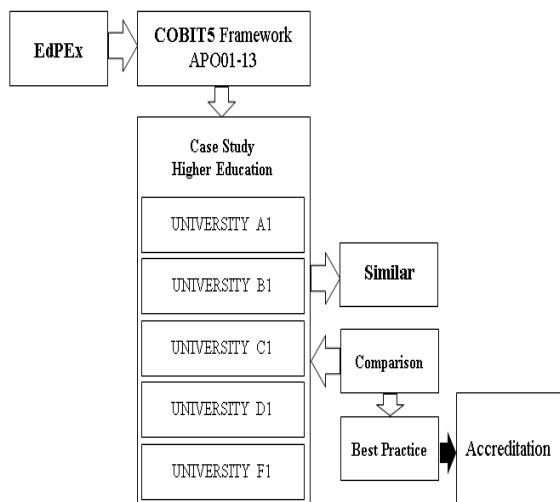 EdPEx
COBIT5 Framework
APO01-13
Case Study
Higher Education
UNIVERSITY A1
UNIVERSITY B1
UNIVERSITY C1
UNIVERSITY D1
UNIVERSITY F1
Similar
Comparison
Best Practice
Accreditation